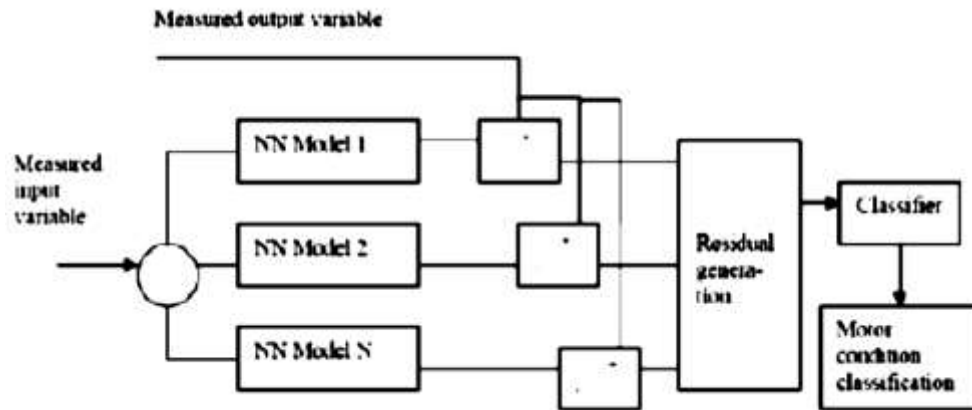 Measured output variable
NN Model 1
Measured
input
variable
NN Model 2
NN Model N
Residual
genera-
tion
Classifier
Motor
condition
classification